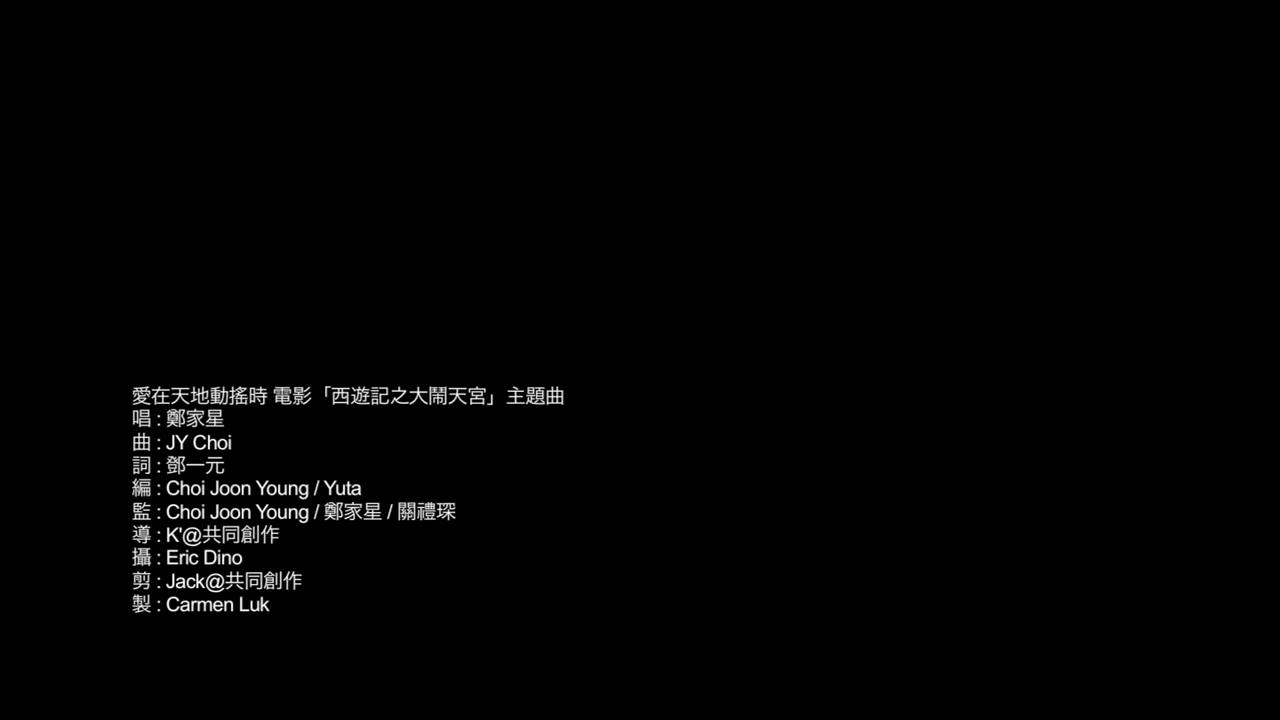 愛在天地動搖時 電影「西遊記之大鬧天宮」主題曲
唱 : 鄭家星
曲 : JY Choi
詞 : 鄧一元
編 : Choi Joon Young / Yuta
監 : Choi Joon Young / 鄭家星 / 關禮琛
導 : K'@共同創作
攝 : Eric Dino
剪 : Jack@共同創作
製 : Carmen Luk